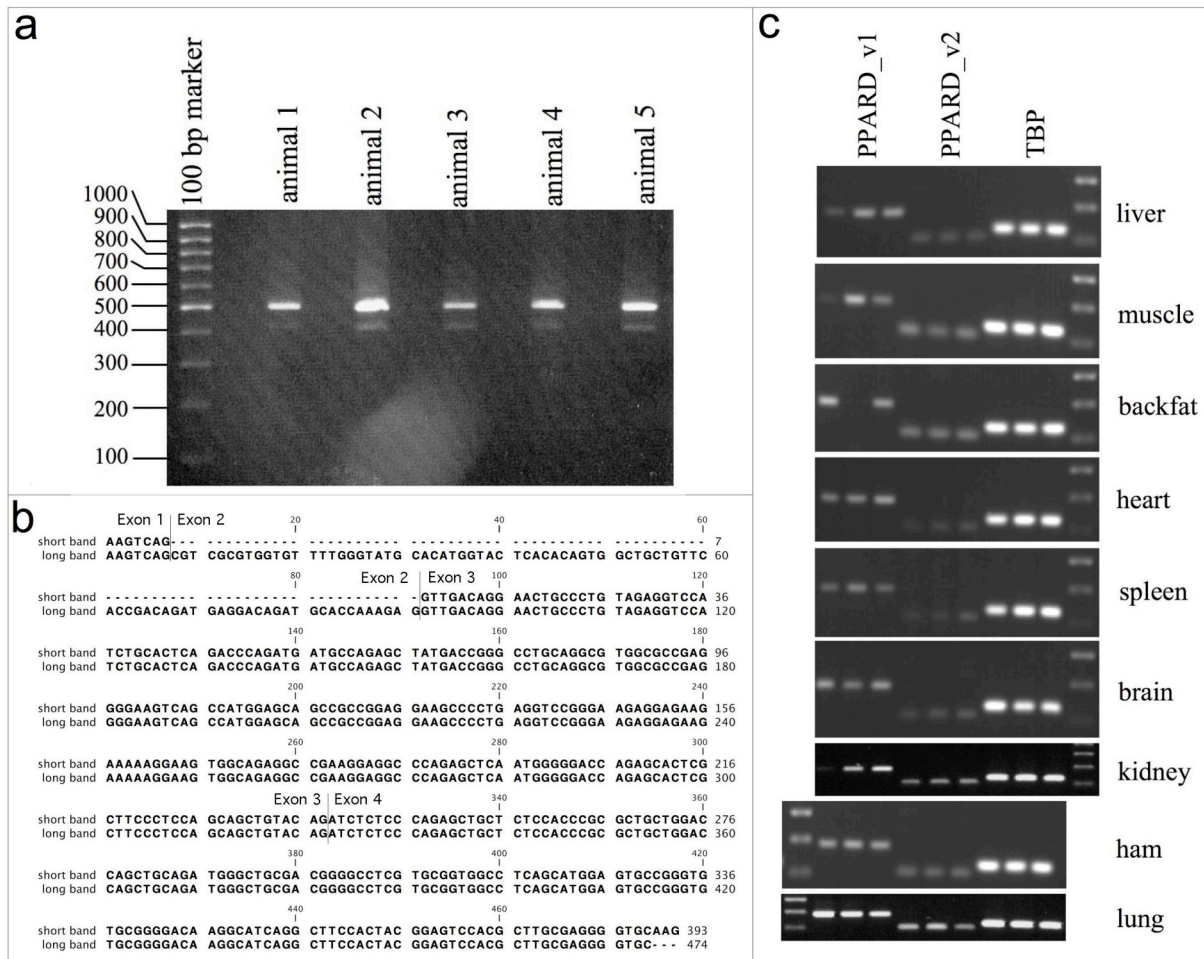 a
100 bp marker
animal 1
animal 2
animal 3
animal 4
animal 5
1000
900
800
700
600
500
400
300
200
100
b
Exon 1 Exon 2 20 40 60
short band AAGTCAG--- ---------- ---------- ---------- ---------- ---------- 7
long band AAGTCAGCGT CGCGTGGTGT TTTGGGTATG CACATGGTAC TCACACAGTG GCTGCTGTTC 60
80 Exon 2 Exon 3 100 120
short band ---------- ---------- ---------- -GTTGACAGG AACTGCCCTG TAGAGGTCCA 36
long band ACCGACAGAT GAGGACAGAT GCACCAAAGA GGTTGACAGG AACTGCCCTG TAGAGGTCCA 120
140 160 180
short band TCTGCACTCA GACCCAGATG ATGCCAGAGC TATGACCGGG CCTGCAGGCG TGGCGCCGAG 96
long band TCTGCACTCA GACCCAGATG ATGCCAGAGC TATGACCGGG CCTGCAGGCG TGGCGCCGAG 180
200 220 240
short band GGGAAGTCAG CCATGGAGCA GCCGCCGGAG GAAGCCCCTG AGGTCCGGGA AGAGGAGAAG 156
long band GGGAAGTCAG CCATGGAGCA GCCGCCGGAG GAAGCCCCTG AGGTCCGGGA AGAGGAGAAG 240
260 280 300
short band AAAAAGGAAG TGGCAGAGGC CGAAGGAGGC CCAGAGCTCA ATGGGGGACC AGAGCACTCG 216
long band AAAAAGGAAG TGGCAGAGGC CGAAGGAGGC CCAGAGCTCA ATGGGGGACC AGAGCACTCG 300
Exon 3 Exon 4 340 360
short band CTTCCCTCCA GCAGCTGTAC AGATCTCTCC CAGAGCTGCT CTCCACCCGC GCTGCTGGAC 276
long band CTTCCCTCCA GCAGCTGTAC AGATCTCTCC CAGAGCTGCT CTCCACCCGC GCTGCTGGAC 360
380 400 420
short band CAGCTGCAGA TGGGCTGCGA CGGGGCCTCG TGCGGTGGCC TCAGCATGGA GTGCCGGGTG 336
long band CAGCTGCAGA TGGGCTGCGA CGGGGCCTCG TGCGGTGGCC TCAGCATGGA GTGCCGGGTG 420
440 460
short band TGCGGGGACA AGGCATCAGG CTTCCACTAC GGAGTCCACG CTTGCGAGGG GTGCAAG 393
long band TGCGGGGACA AGGCATCAGG CTTCCACTAC GGAGTCCACG CTTGCGAGGG GTGC--- 474
c
PPARD_v1
PPARD_v2
TBP
liver
muscle
backfat
heart
spleen
brain
kidney
ham
lung